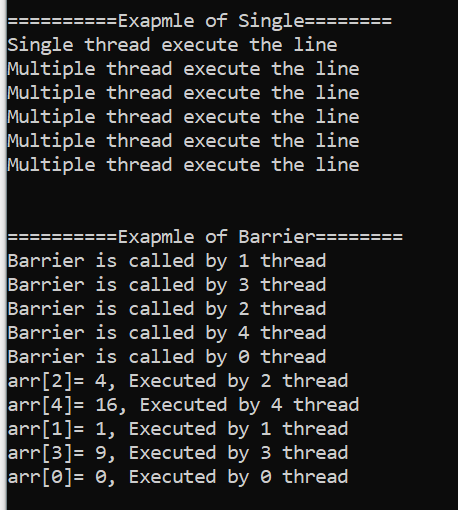 ==========Exapmle of Single========
Single thread execute the line
Multiple thread execute the line
Multiple thread execute the line
Multiple thread execute the line
Multiple thread execute the line
Multiple thread execute the line
==========Exapmle of Barrier========
Barrier is called by 1 thread
Barrier is called by 3 thread
Barrier is called by 2 thread
Barrier is called by 4 thread
Barrier is called by 0 thread
arr[2]= 4, Executed by 2 thread
arr[4]= 16, Executed by 4 thread
arr[1]= 1, Executed by 1 thread
arr[3]= 9, Executed by 3 thread
arr[0]= 0, Executed by 0 thread